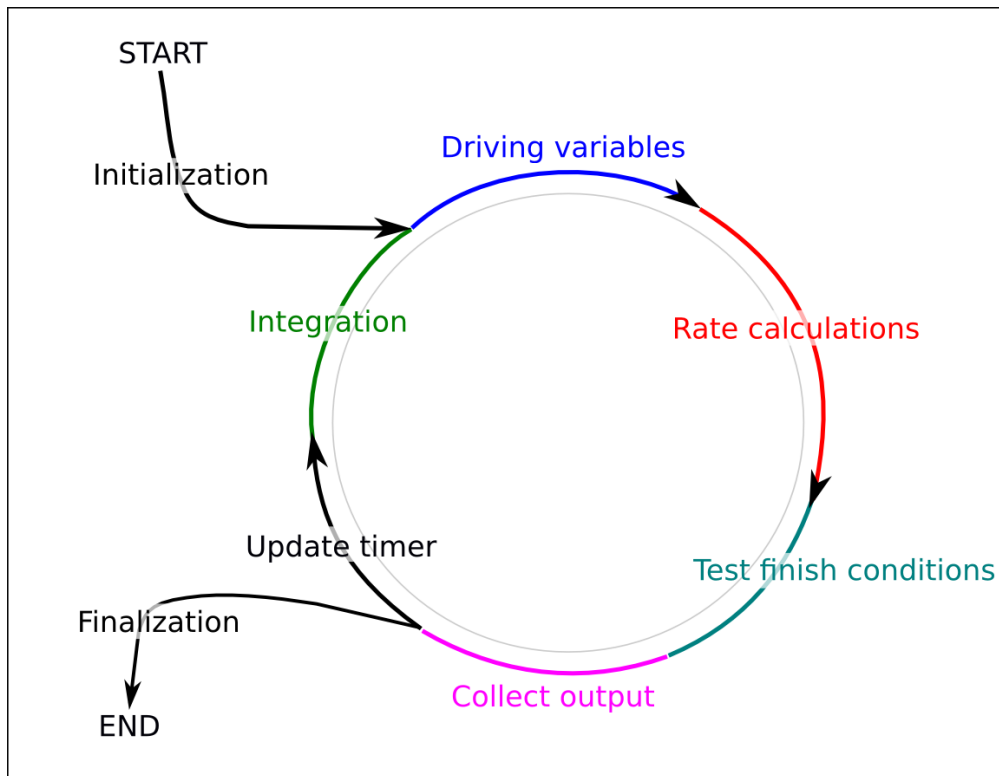 START
Initialization
Driving variables
Integration
Rate calculations
Update timer
Test finish conditions
Finalization
Collect output
END